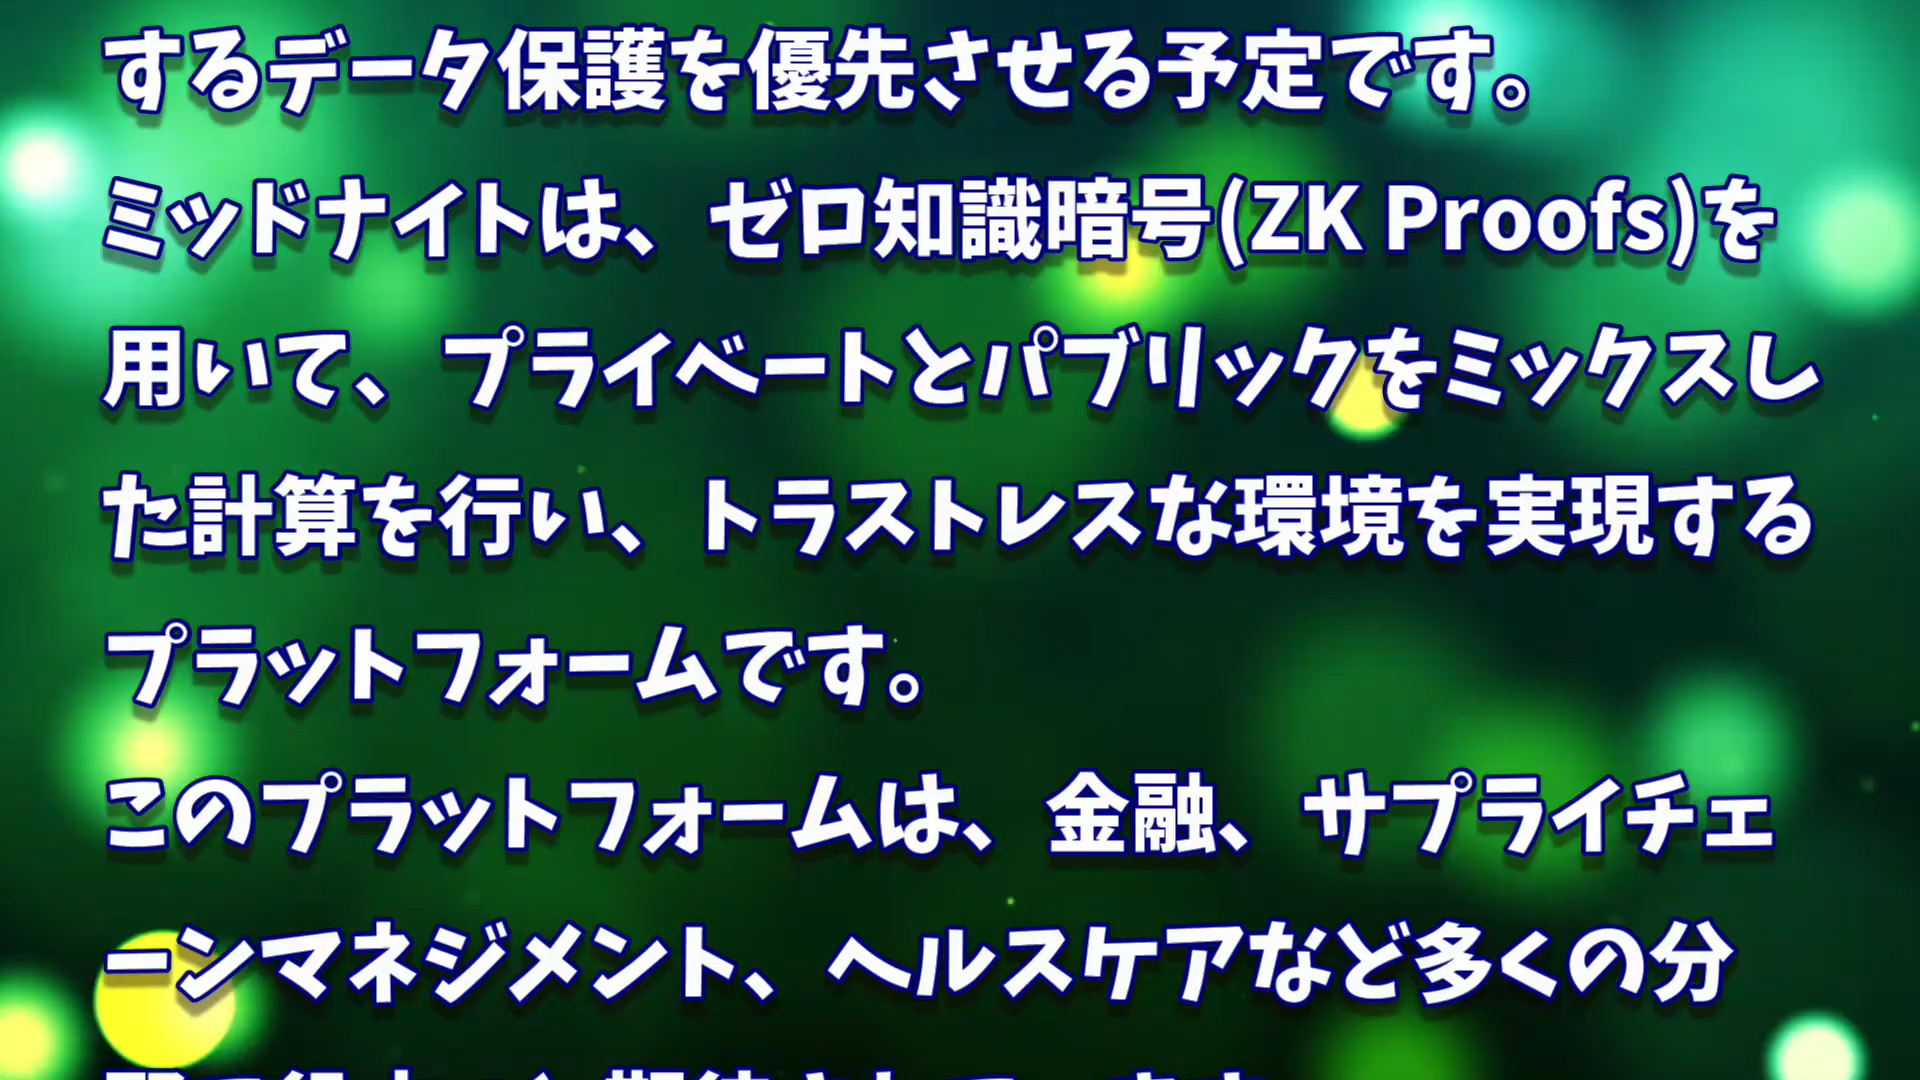 するデータ保護を優先させる予定です。
ミッドナイトは、ゼロ知識暗号(ZK Proofs)を
用いて、プライベートとパブリックをミックスし
た計算を行い、トラストレスな環境を実現する
プラットフォームです。
このプラットフォームは、金融、サプライチェ
ーンマネジメント、ヘルスケアなど多くの分